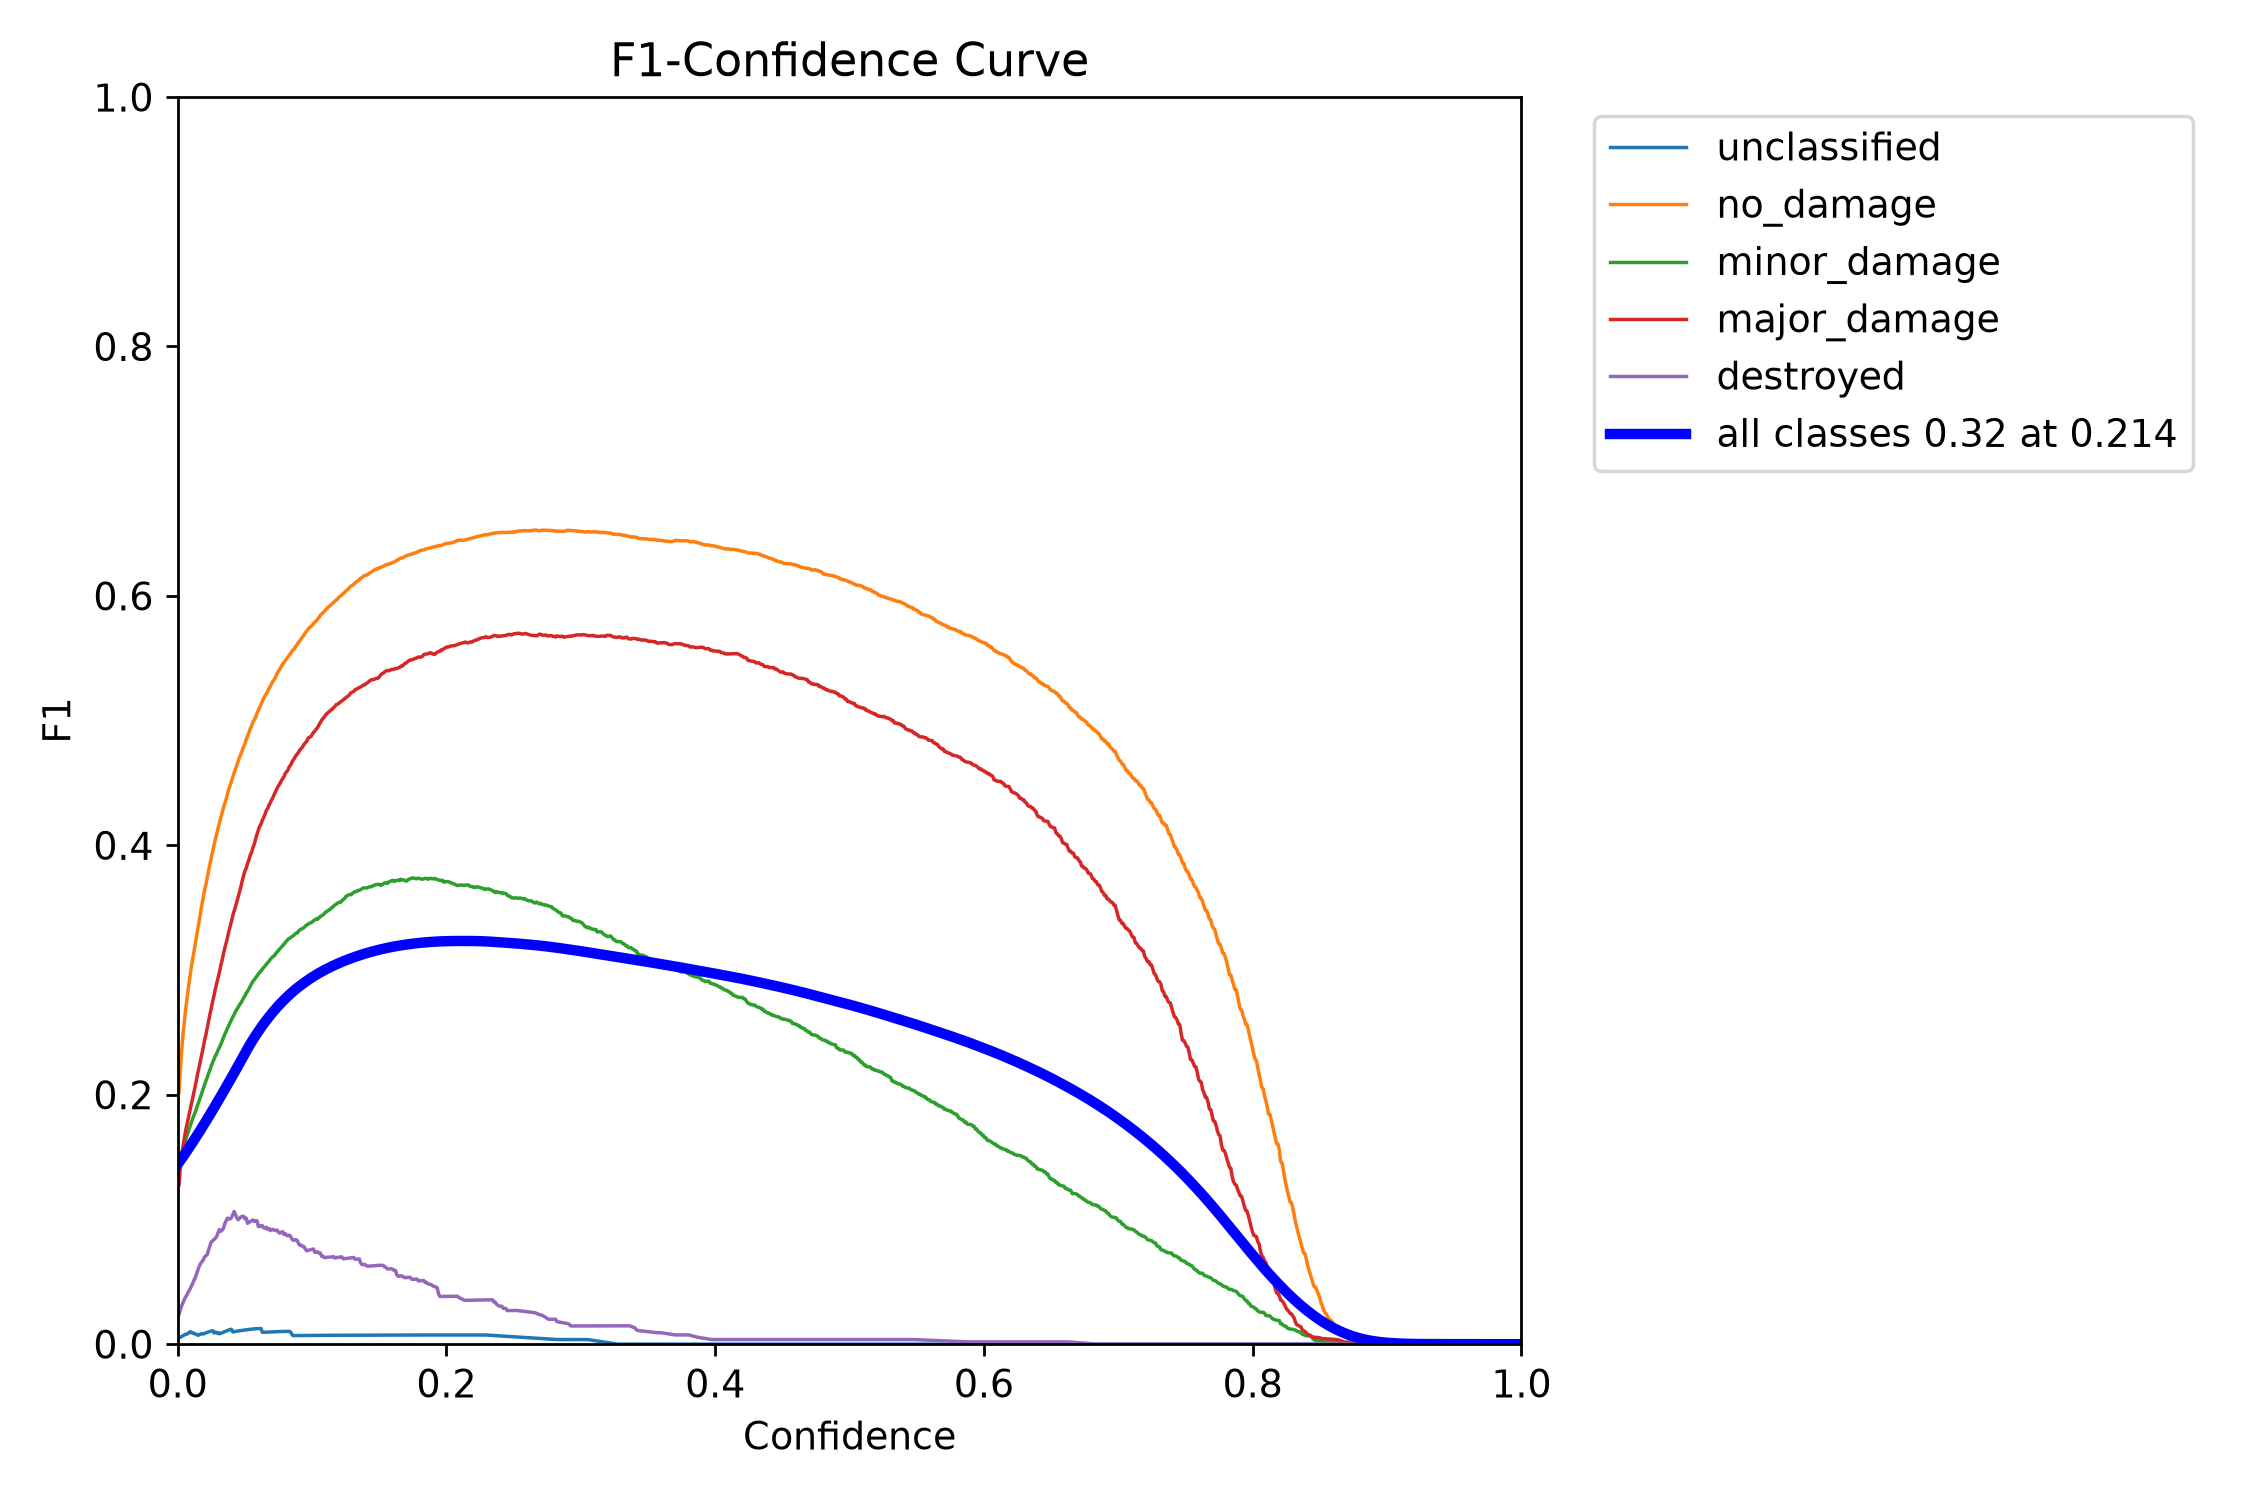 F1-Confidence Curve
1.0
0.8
0.6
0.4
0.2
0.0
F1
0.0 0.2 0.4 0.6 0.8 1.0
Confidence
unclassified
no_damage
minor_damage
major_damage
destroyed
all classes 0.32 at 0.214